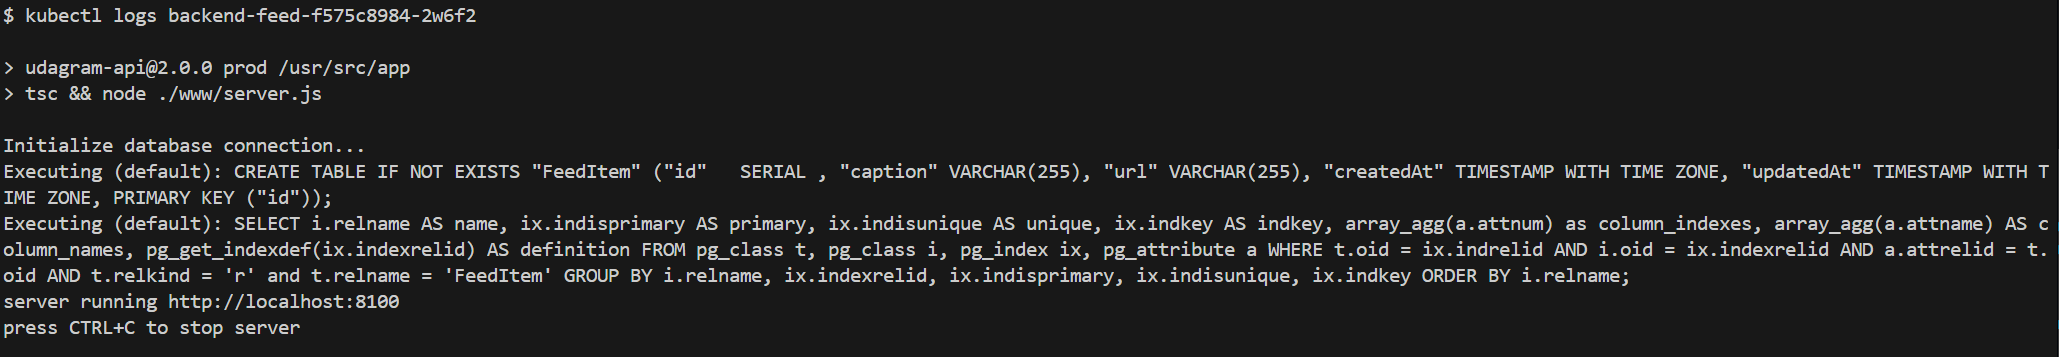 $ kubectl logs backend-feed-f575c8984-2w6f2
> udagram-api@2.0.0 prod /usr/src/app
> tsc && node ./www/server.js
Initialize database connection...
Executing (default): CREATE TABLE IF NOT EXISTS "FeedItem" ("id"   SERIAL , "caption" VARCHAR(255), "url" VARCHAR(255), "createdAt" TIMESTAMP WITH TIME ZONE, "updatedAt" TIMESTAMP WITH T
IME ZONE, PRIMARY KEY ("id"));
Executing (default): SELECT i.relname AS name, ix.indisprimary AS primary, ix.indisunique AS unique, ix.indkey AS indkey, array_agg(a.attnum) as column_indexes, array_agg(a.attname) AS c
olumn_names, pg_get_indexdef(ix.indexrelid) AS definition FROM pg_class t, pg_class i, pg_index ix, pg_attribute a WHERE t.oid = ix.indrelid AND i.oid = ix.indexrelid AND a.attrelid = t.
oid AND t.relkind = 'r' and t.relname = 'FeedItem' GROUP BY i.relname, ix.indexrelid, ix.indisprimary, ix.indisunique, ix.indkey ORDER BY i.relname;
server running http://localhost:8100
press CTRL+C to stop server